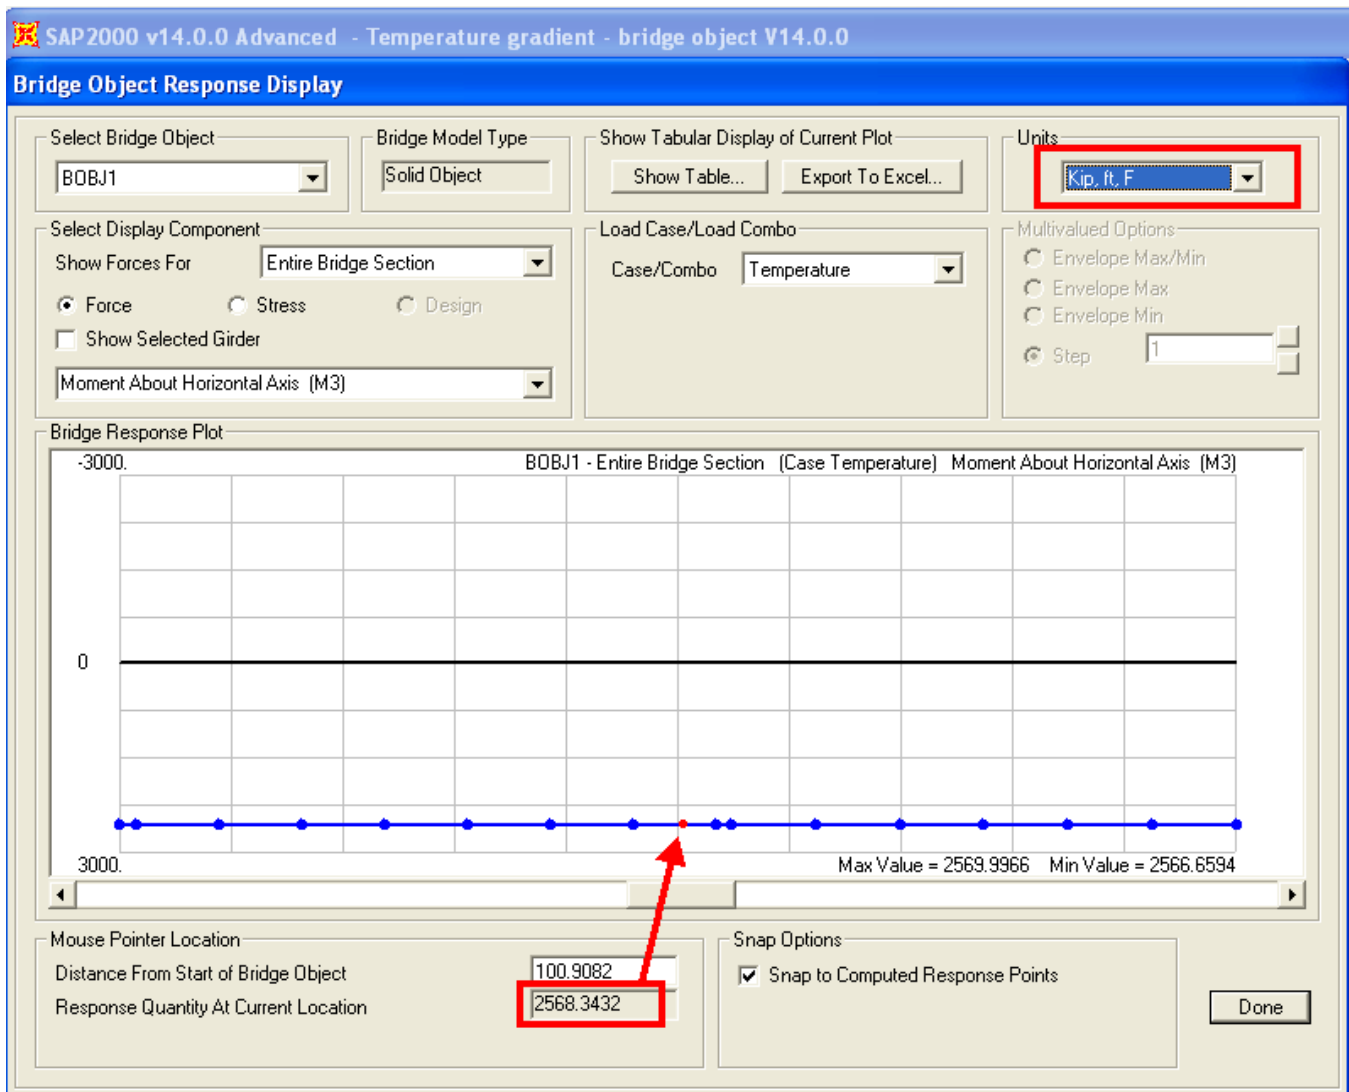 SAP2000 v14.0.0 Advanced - Temperature gradient - bridge object V14.0.0
Bridge Object Response Display
Select Bridge Object
BOBJ1
Bridge Model Type
Solid Object
Show Tabular Display of Current Plot
Show Table...
Export To Excel...
Units
Kip, ft, F
Select Display Component
Show Forces For
Entire Bridge Section
Force
Stress
Design
Show Selected Girder
Moment About Horizontal Axis (M3)
Load Case/Load Combo
Case/Combo
Temperature
Multivalued Options
Envelope Max/Min
Envelope Max
Envelope Min
Step
1
Bridge Response Plot
-3000.
BOBJ1 - Entire Bridge Section (Case Temperature) Moment About Horizontal Axis (M3)
0
3000.
Max Value = 2569.9966 Min Value = 2566.6594
Mouse Pointer Location
Distance From Start of Bridge Object
100.9082
Response Quantity At Current Location
2568.3432
Snap Options
Snap to Computed Response Points
Done